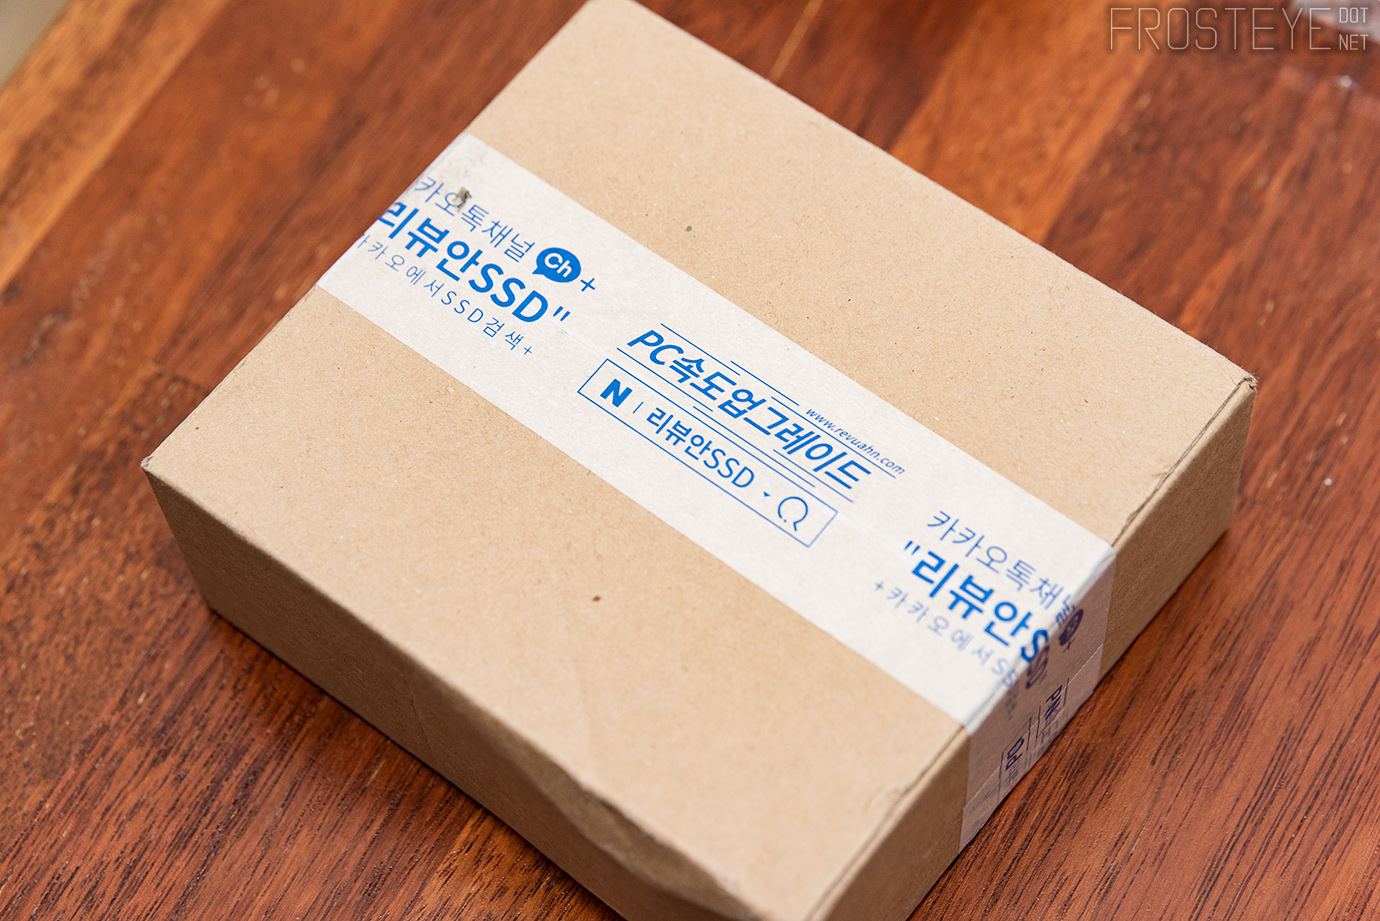 FROSTEYE DOT NET
카오톡채널 Ch +
리뷰안SSD"
카카오에서SSD검색+
PC속도업그레이드
www.revuahn.com
N | 리뷰안SSD
카카오톡채널
"리뷰안SSD
+카카오에서